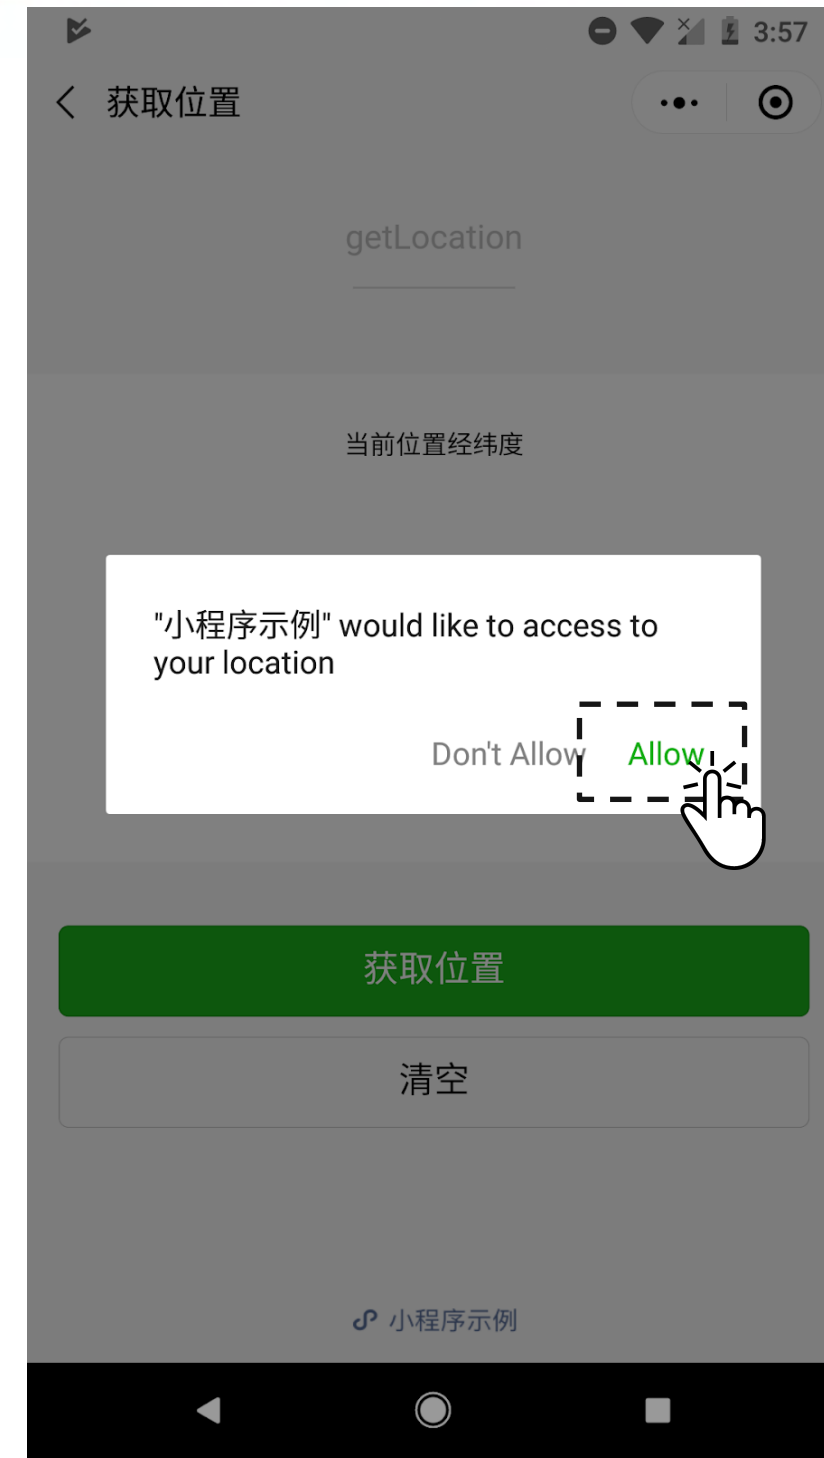 3:57
获取位置
getLocation
当前位置经纬度
"小程序示例" would like to access to
your location
Don't Allow Allow
获取位置
清空
小程序示例